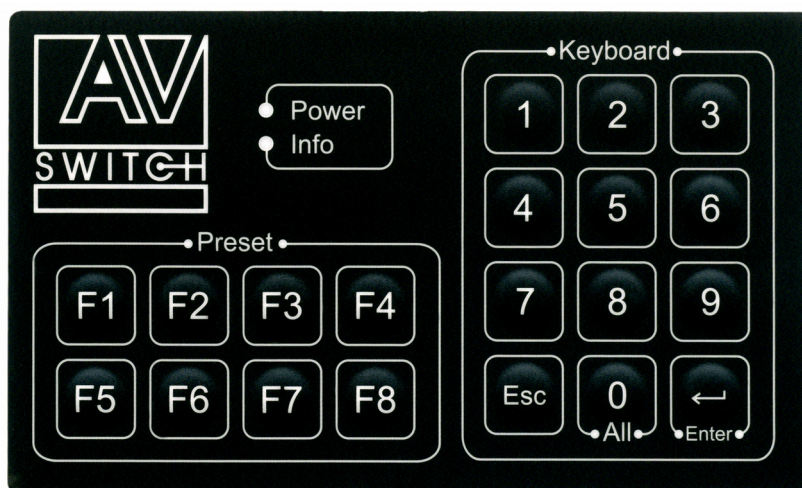 AV
SWITCH
Power
Info
Preset
F1 F2 F3 F4
F5 F6 F7 F8
Keyboard
1 2 3
4 5 6
7 8 9
Esc 0 ←
All Enter